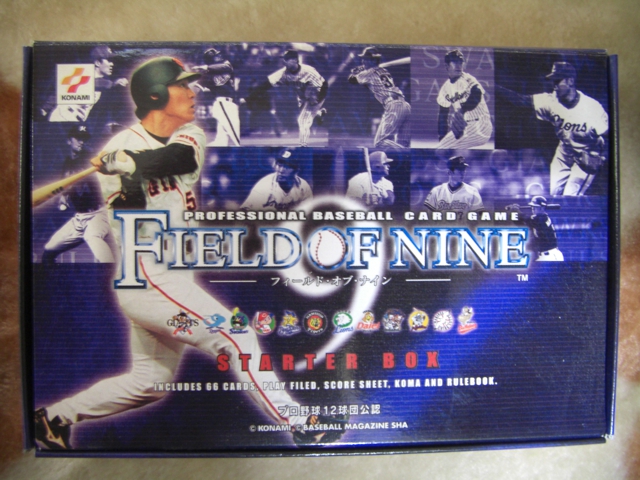 KONAMI
PROFESSIONAL BASEBALL CARD GAME
FIELD OF NINE
TM
フィールド・オブ・ナイン
STARTER BOX
INCLUDES 66 CARDS, PLAY FILED, SCORE SHEET, KOMA AND RULEBOOK.
プロ野球12球団公認
© KONAMI, © BASEBALL MAGAZINE SHA